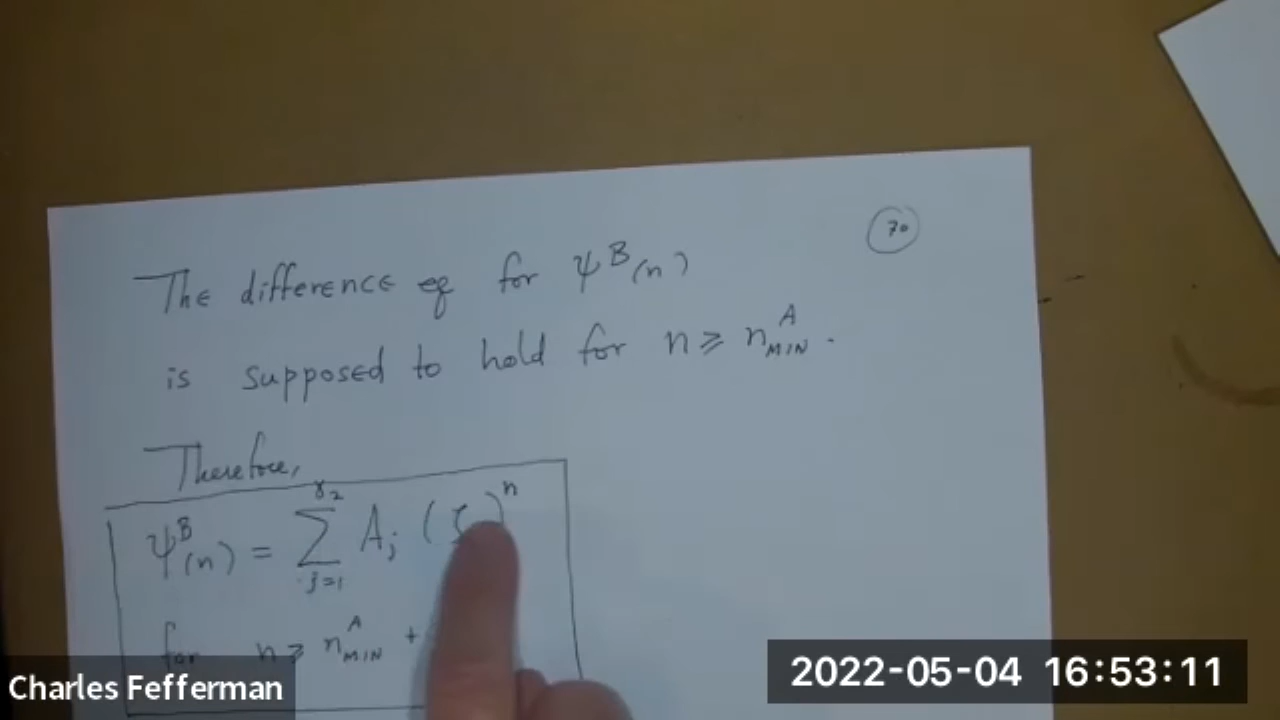 70
The difference eq for ψ^B(n)
is supposed to hold for n ≥ n^A_MIN.
Therefore,
ψ^B(n) = Σ_{j=1}^{γ_2} A_j (ζ)^n
for n ≥ n^A_MIN +
Charles Fefferman
2022-05-04 16:53:11